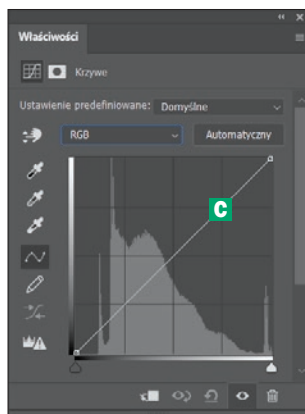 Właściwości
Krzywe
Ustawienie predefiniowane: Domyślne
RGB Automatyczny
C